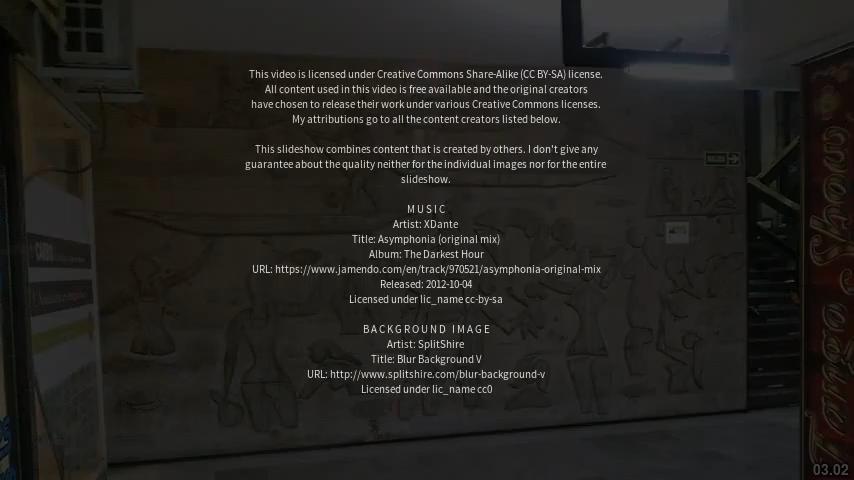 This video is licensed under Creative Commons Share-Alike (CC BY-SA) license.
All content used in this video is free available and the original creators
have chosen to release their work under various Creative Commons licenses.
My attributions go to all the content creators listed below.
This slideshow combines content that is created by others. I don't give any
guarantee about the quality neither for the individual images nor for the entire
slideshow.
MUSIC
Artist: XDante
Title: Asymphonia (original mix)
Album: The Darkest Hour
URL: https://www.jamendo.com/en/track/970521/asymphonia-original-mix
Released: 2012-10-04
Licensed under lic_name cc-by-sa
BACKGROUND IMAGE
Artist: SplitShire
Title: Blur Background V
URL: http://www.splitshire.com/blur-background-v
Licensed under lic_name cc0
Tango Show
03.02